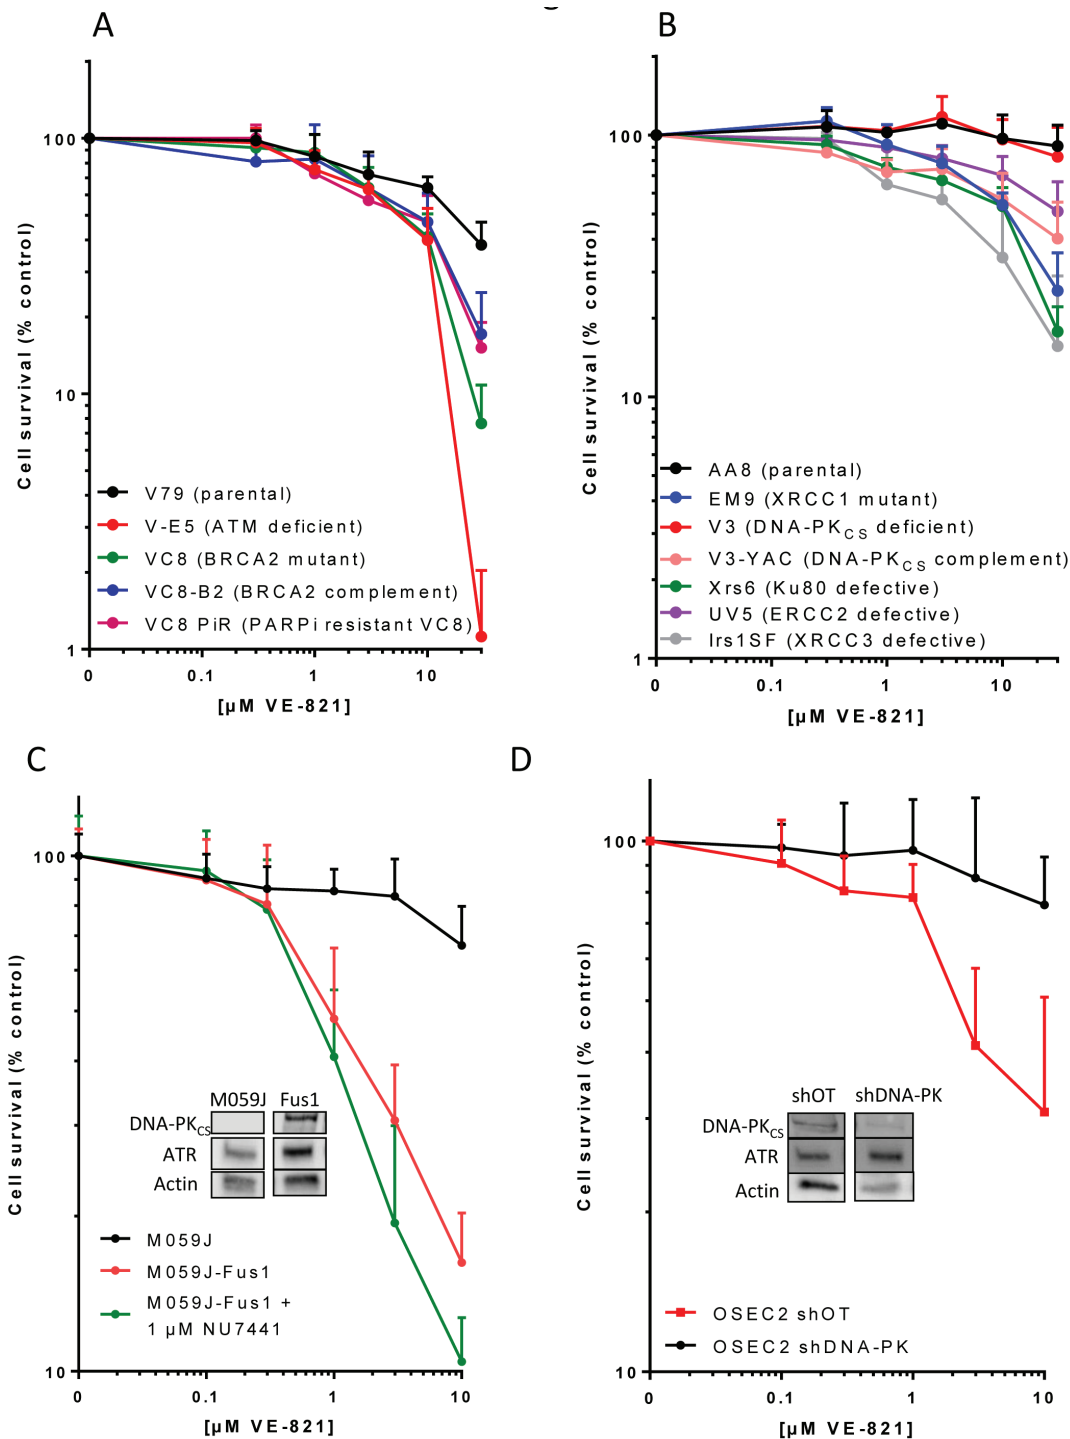 A
Cell survival (% control)
100
10
1
V79 (parental)
V-E5 (ATM deficient)
VC8 (BRCA2 mutant)
VC8-B2 (BRCA2 complement)
VC8 PiR (PARPi resistant VC8)
0 0.1 1 10
[µM VE-821]
B
Cell survival (% control)
100
10
1
AA8 (parental)
EM9 (XRCC1 mutant)
V3 (DNA-PKCS deficient)
V3-YAC (DNA-PKCS complement)
Xrs6 (Ku80 defective)
UV5 (ERCC2 defective)
Irs1SF (XRCC3 defective)
0 0.1 1 10
[µM VE-821]
C
Cell survival (% control)
100
10
M059J Fus1
DNA-PKCS
ATR
Actin
M059J
M059J-Fus1
M059J-Fus1 +
1 µM NU7441
0 0.1 1 10
[µM VE-821]
D
Cell survival (% control)
100
10
shOT shDNA-PK
DNA-PKCS
ATR
Actin
OSEC2 shOT
OSEC2 shDNA-PK
0 0.1 1 10
[µM VE-821]